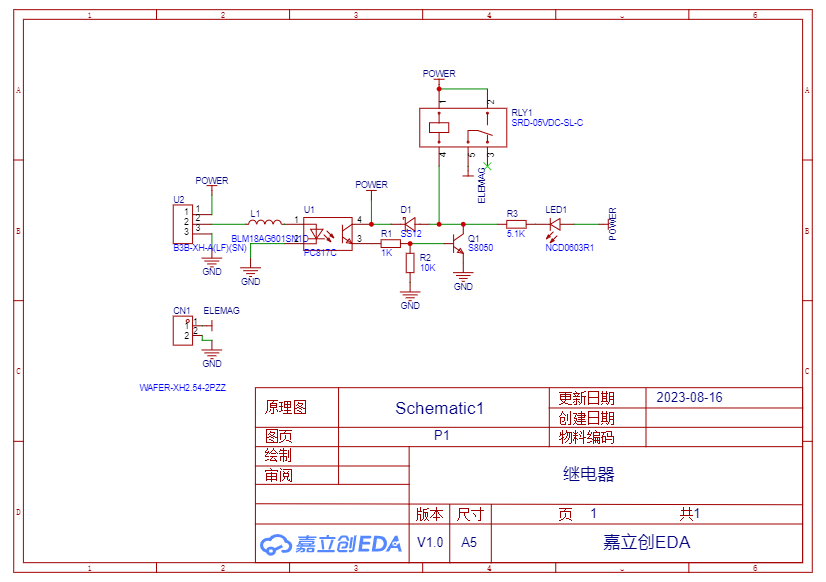 1 2 3 4 5 6
A A
POWER
1 2
RLY1
SRD-05VDC-SL-C
4 5 3
ELEMAG
POWER
POWER
U2
1 1
2 2
3 3
B3B-XH-A(LF)(SN)
GND
L1
BLM18AG601SN1D
GND
U1
1 4
2 3
PC817C
D1
SS12
R1
1K
R2
10K
GND
Q1
S8050
GND
R3
5.1K
LED1
NCD0603R1
POWER
B B
CN1
ELEMAG
1 1
2 2
GND
WAFER-XH2.54-2PZZ
C C
原理图 Schematic1 更新日期 2023-08-16
创建日期
图页 P1 物料编码
绘制
审阅
继电器
D D
版本 尺寸 页 1 共1
嘉立创EDA V1.0 A5 嘉立创EDA
1 2 3 4 5 6